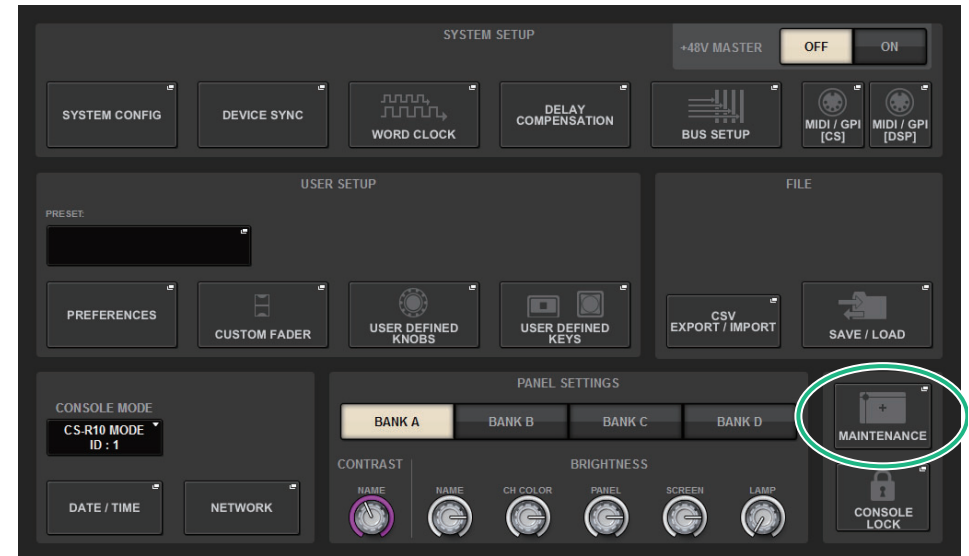 SYSTEM SETUP
+48V MASTER
OFF
ON
SYSTEM CONFIG
DEVICE SYNC
WORD CLOCK
DELAY
COMPENSATION
BUS SETUP
MIDI / GPI
[CS]
MIDI / GPI
[DSP]
USER SETUP
PRESET:
PREFERENCES
CUSTOM FADER
USER DEFINED
KNOBS
USER DEFINED
KEYS
FILE
CSV
EXPORT / IMPORT
SAVE / LOAD
CONSOLE MODE
CS-R10 MODE
ID : 1
DATE / TIME
NETWORK
PANEL SETTINGS
BANK A
BANK B
BANK C
BANK D
CONTRAST
BRIGHTNESS
NAME
NAME
CH COLOR
PANEL
SCREEN
LAMP
MAINTENANCE
CONSOLE
LOCK